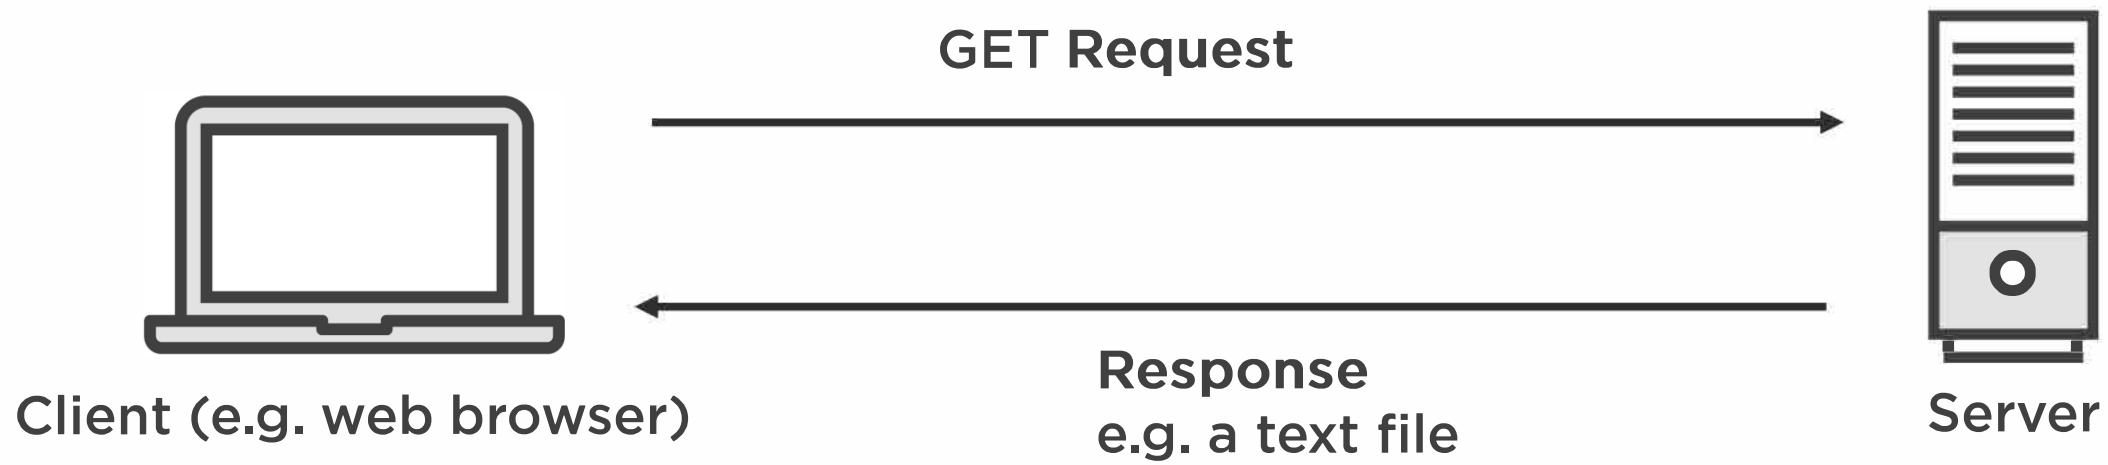 GET Request
Client (e.g. web browser)
Response
e.g. a text file
Server